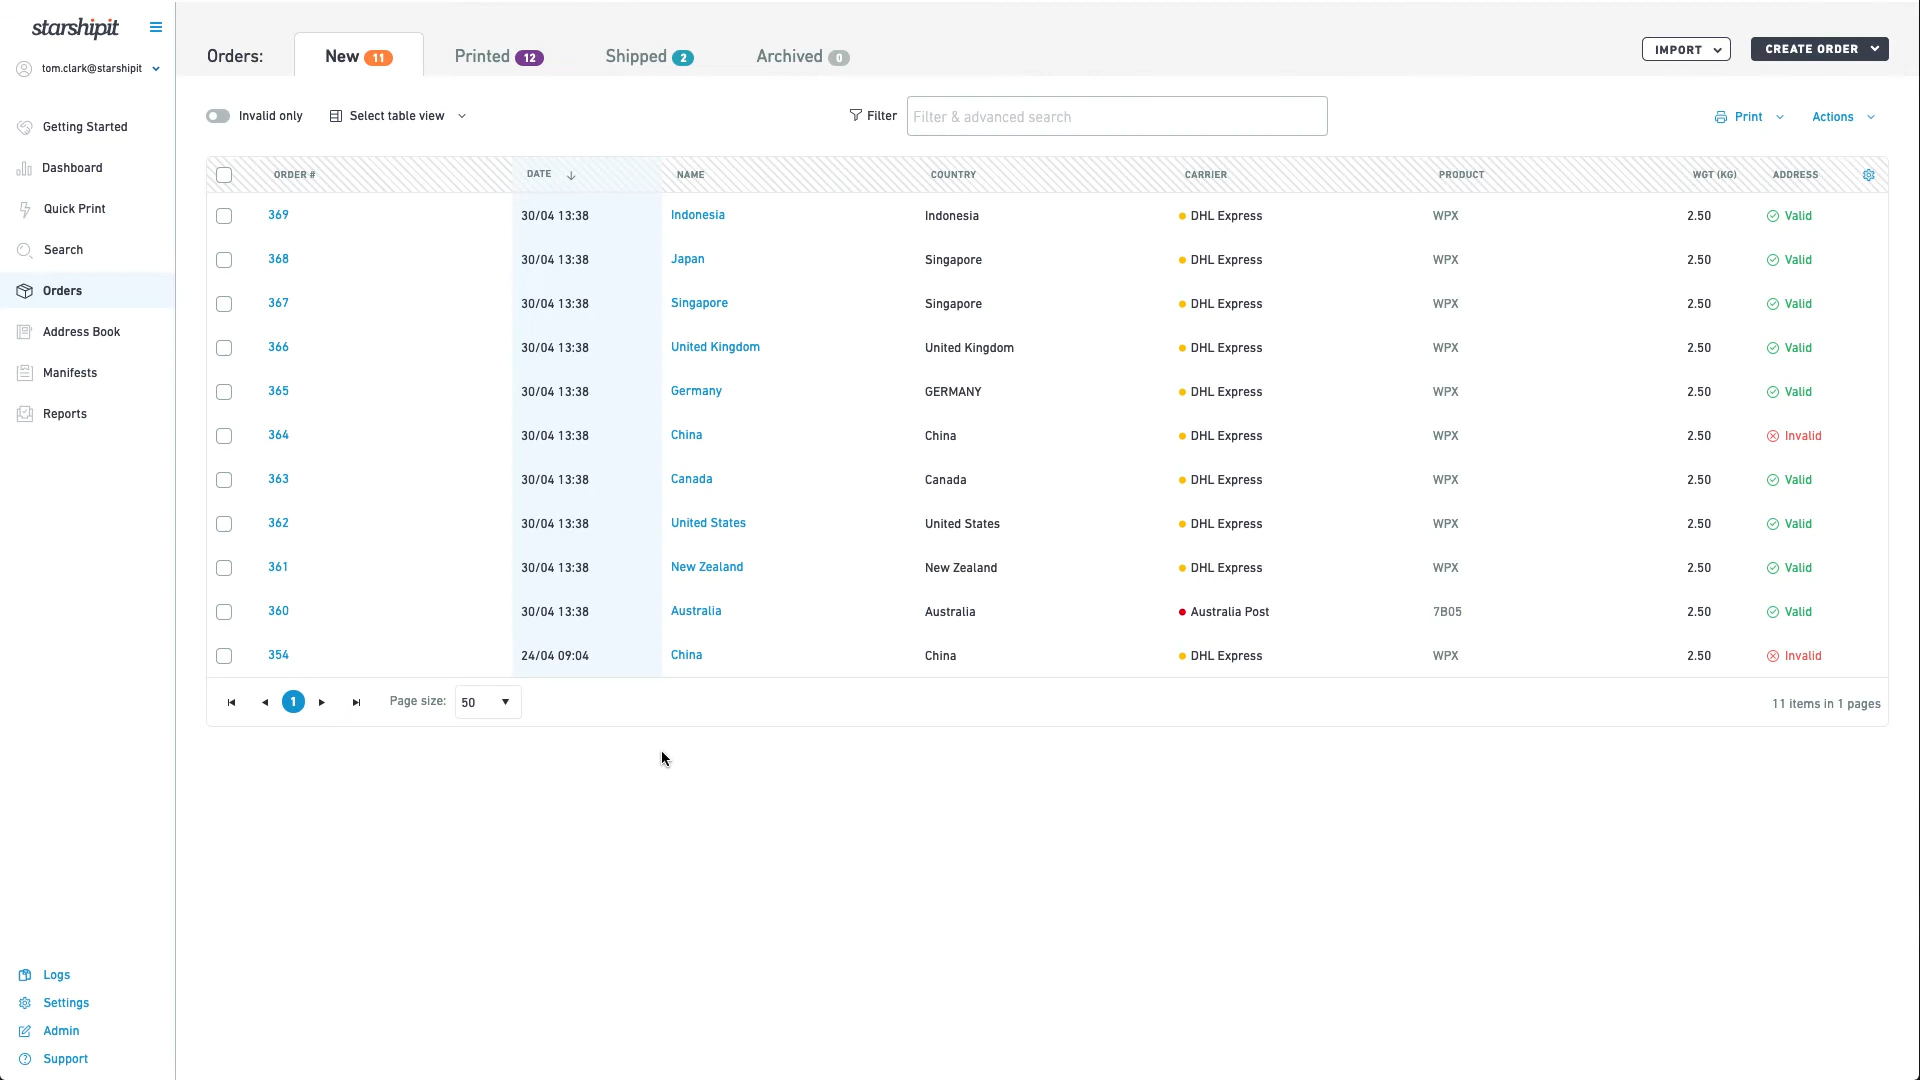 starshipit
tom.clark@starshipit
Getting Started
Dashboard
Quick Print
Search
Orders
Address Book
Manifests
Reports
Logs
Settings
Admin
Support
Orders: New 11 Printed 12 Shipped 2 Archived 0 IMPORT CREATE ORDER
Invalid only Select table view Filter Filter & advanced search Print Actions
ORDER # DATE NAME COUNTRY CARRIER PRODUCT WGT (KG) ADDRESS
369 30/04 13:38 Indonesia Indonesia DHL Express WPX 2.50 Valid
368 30/04 13:38 Japan Singapore DHL Express WPX 2.50 Valid
367 30/04 13:38 Singapore Singapore DHL Express WPX 2.50 Valid
366 30/04 13:38 United Kingdom United Kingdom DHL Express WPX 2.50 Valid
365 30/04 13:38 Germany GERMANY DHL Express WPX 2.50 Valid
364 30/04 13:38 China China DHL Express WPX 2.50 Invalid
363 30/04 13:38 Canada Canada DHL Express WPX 2.50 Valid
362 30/04 13:38 United States United States DHL Express WPX 2.50 Valid
361 30/04 13:38 New Zealand New Zealand DHL Express WPX 2.50 Valid
360 30/04 13:38 Australia Australia Australia Post 7B05 2.50 Valid
354 24/04 09:04 China China DHL Express WPX 2.50 Invalid
1 Page size: 50 11 items in 1 pages